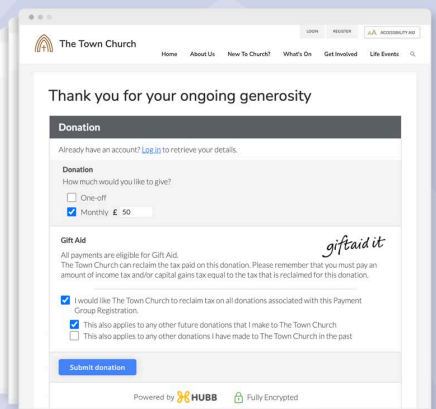 LOGIN REGISTER AA ACCESSIBILITY AID
The Town Church
Home About Us New To Church? What's On Get Involved Life Events
Thank you for your ongoing generosity
Donation
Already have an account? Log in to retrieve your details.
Donation
How much would you like to give?
One-off
Monthly £ 50
Gift Aid
giftaid it
All payments are eligible for Gift Aid.
The Town Church can reclaim the tax paid on this donation. Please remember that you must pay an
amount of income tax and/or capital gains tax equal to the tax that is reclaimed for this donation.
I would like The Town Church to reclaim tax on all donations associated with this Payment
Group Registration.
This also applies to any other future donations that I make to The Town Church
This also applies to any other donations I have made to The Town Church in the past
Submit donation
Powered by HUBB Fully Encrypted